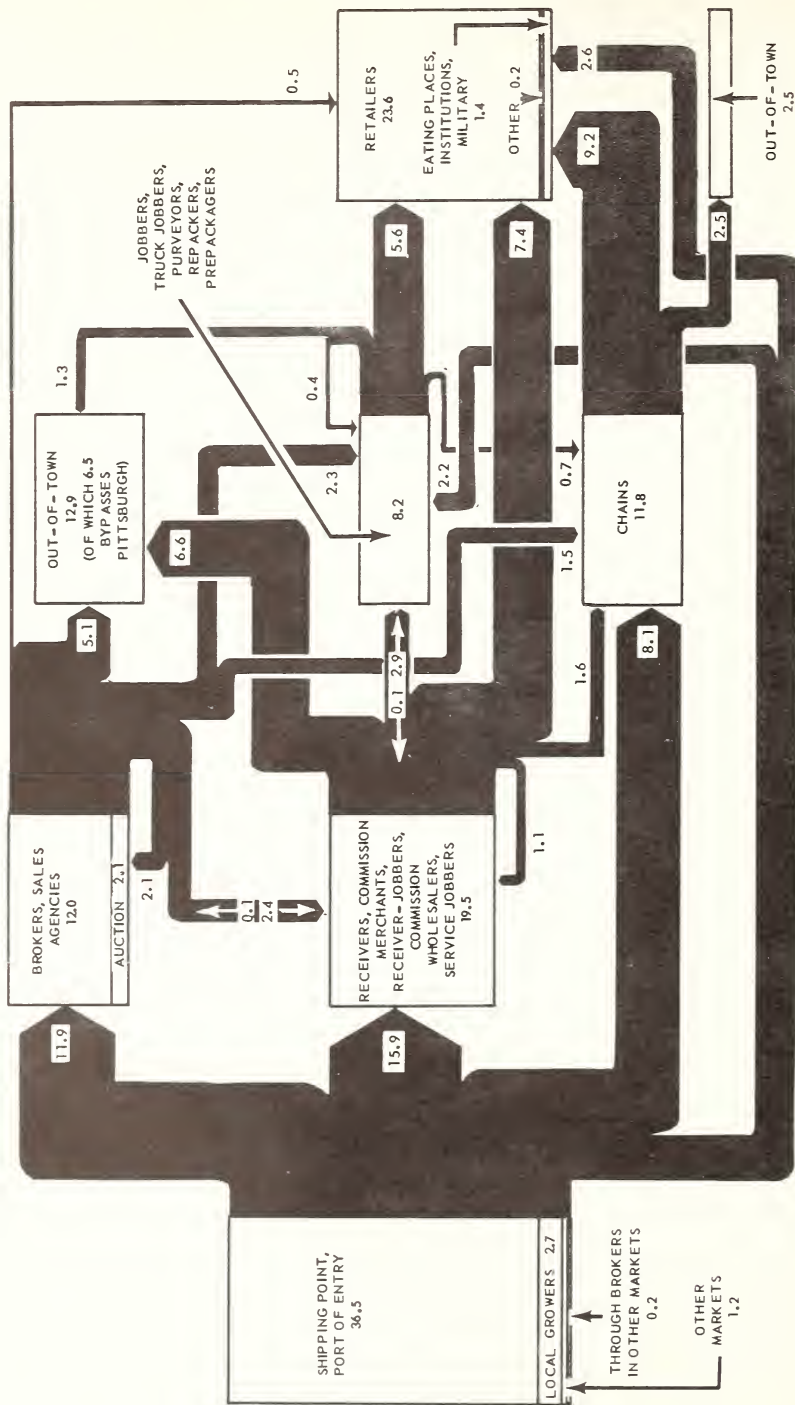 SHIPPING POINT,
PORT OF ENTRY
36.5
LOCAL GROWERS 2.7
THROUGH BROKERS
IN OTHER MARKETS
0.2
OTHER
MARKETS
1.2
11.9
15.9
8.1
BROKERS, SALES
AGENCIES
12.0
AUCTION 2.1
2.1
0.1
2.4
RECEIVERS, COMMISSION
MERCHANTS,
RECEIVER-JOBBERS,
COMMISSION
WHOLESALERS,
SERVICE JOBBERS
19.5
1.1
1.6
5.1
6.6
OUT-OF-TOWN
12.9
(OF WHICH 6.5
BYPASSES
PITTSBURGH)
1.3
0.4
2.3
0.1 2.9
8.2
2.2
1.5
0.7
CHAINS
11.8
JOBBERS,
TRUCK JOBBERS,
PURVEYORS,
REPACKERS,
PREPACKAGERS
0.5
5.6
7.4
9.2
2.6
2.5
RETAILERS
23.6
EATING PLACES,
INSTITUTIONS,
MILITARY
1.4
OTHER 0.2
OUT-OF-TOWN
2.5